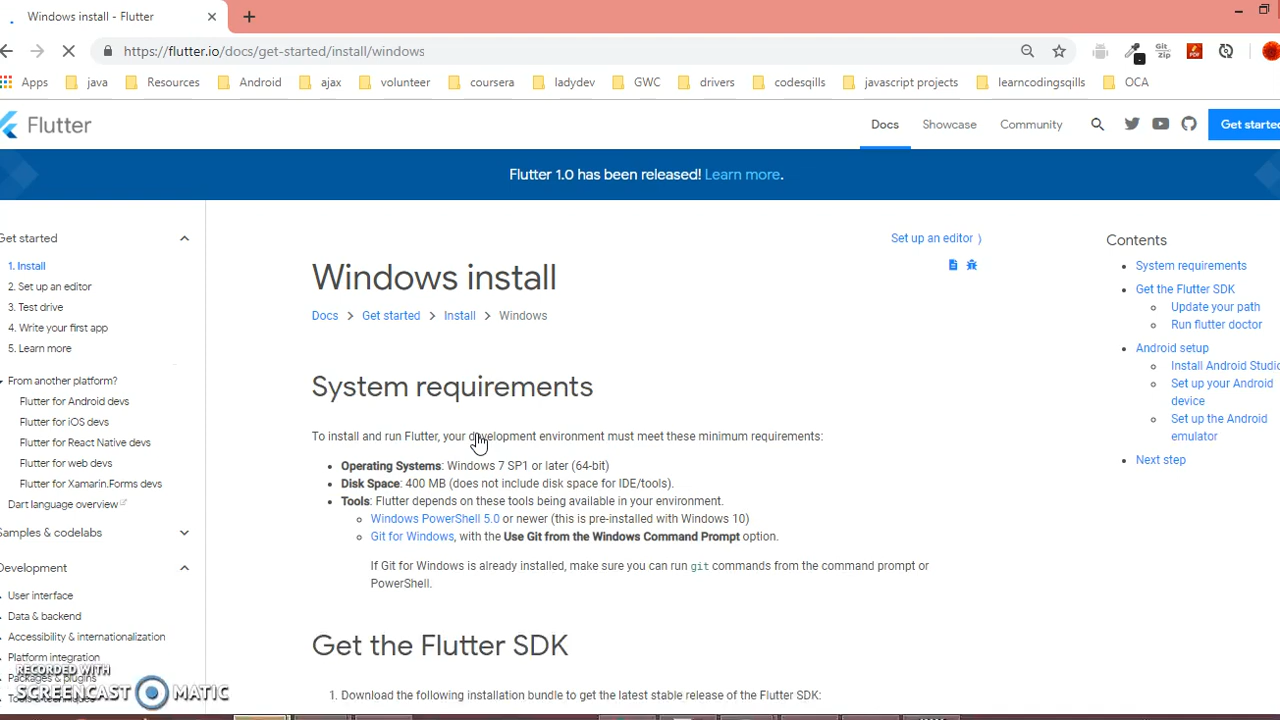 Windows install - Flutter
https://flutter.io/docs/get-started/install/windows
Apps java Resources Android ajax volunteer coursera ladydev GWC drivers codesqills javascript projects learncodingsqills OCA
Flutter
Docs Showcase Community Get started
Flutter 1.0 has been released! Learn more.
Get started
1. Install
2. Set up an editor
3. Test drive
4. Write your first app
5. Learn more
From another platform?
Flutter for Android devs
Flutter for iOS devs
Flutter for React Native devs
Flutter for web devs
Flutter for Xamarin.Forms devs
Dart language overview
Samples & codelabs
Development
User interface
Data & backend
Accessibility & internationalization
Platform integration
Packages & plugins
RECORDED WITH
SCREENCAST MATIC
Set up an editor )
Windows install
Docs > Get started > Install > Windows
System requirements
To install and run Flutter, your development environment must meet these minimum requirements:
• Operating Systems: Windows 7 SP1 or later (64-bit)
• Disk Space: 400 MB (does not include disk space for IDE/tools).
• Tools: Flutter depends on these tools being available in your environment.
Windows PowerShell 5.0 or newer (this is pre-installed with Windows 10)
Git for Windows, with the Use Git from the Windows Command Prompt option.
If Git for Windows is already installed, make sure you can run git commands from the command prompt or
PowerShell.
Get the Flutter SDK
1. Download the following installation bundle to get the latest stable release of the Flutter SDK:
Contents
• System requirements
• Get the Flutter SDK
Update your path
Run flutter doctor
• Android setup
Install Android Studio
Set up your Android
device
Set up the Android
emulator
• Next step